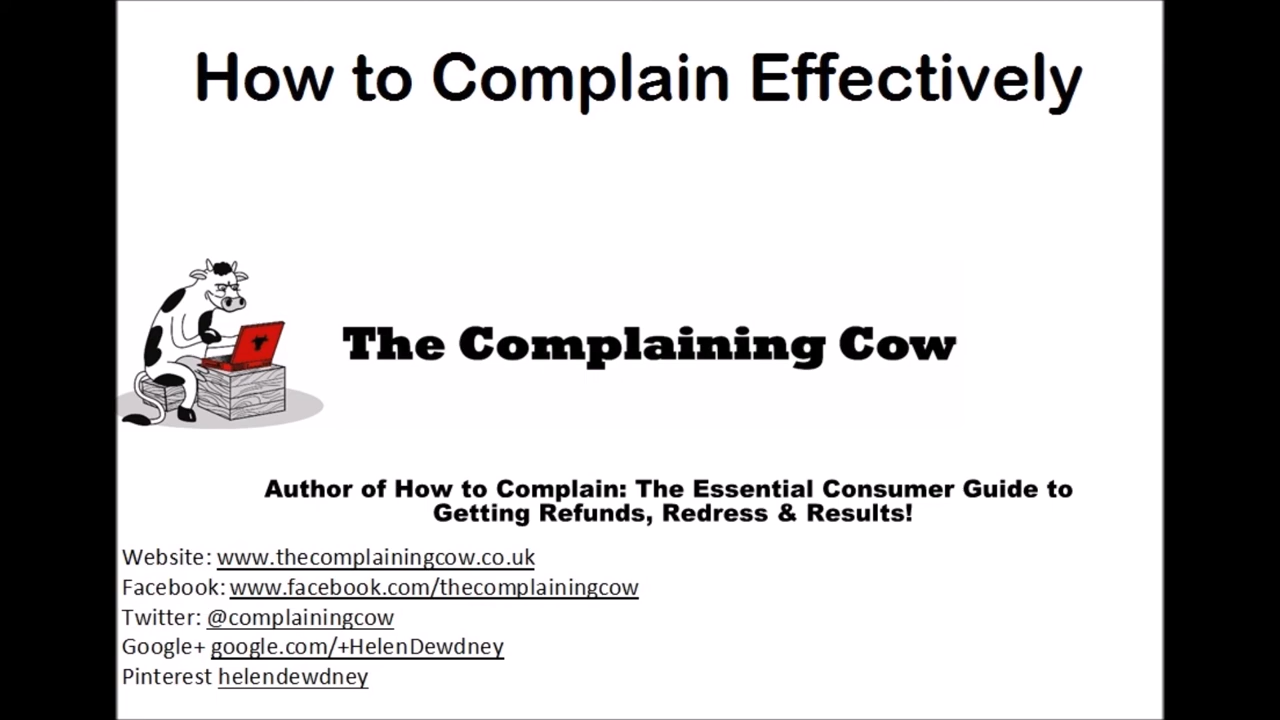 How to Complain Effectively
The Complaining Cow
Author of How to Complain: The Essential Consumer Guide to
Getting Refunds, Redress & Results!
Website: www.thecomplainingcow.co.uk
Facebook: www.facebook.com/thecomplainingcow
Twitter: @complainingcow
Google+ google.com/+HelenDewdney
Pinterest helendewdney